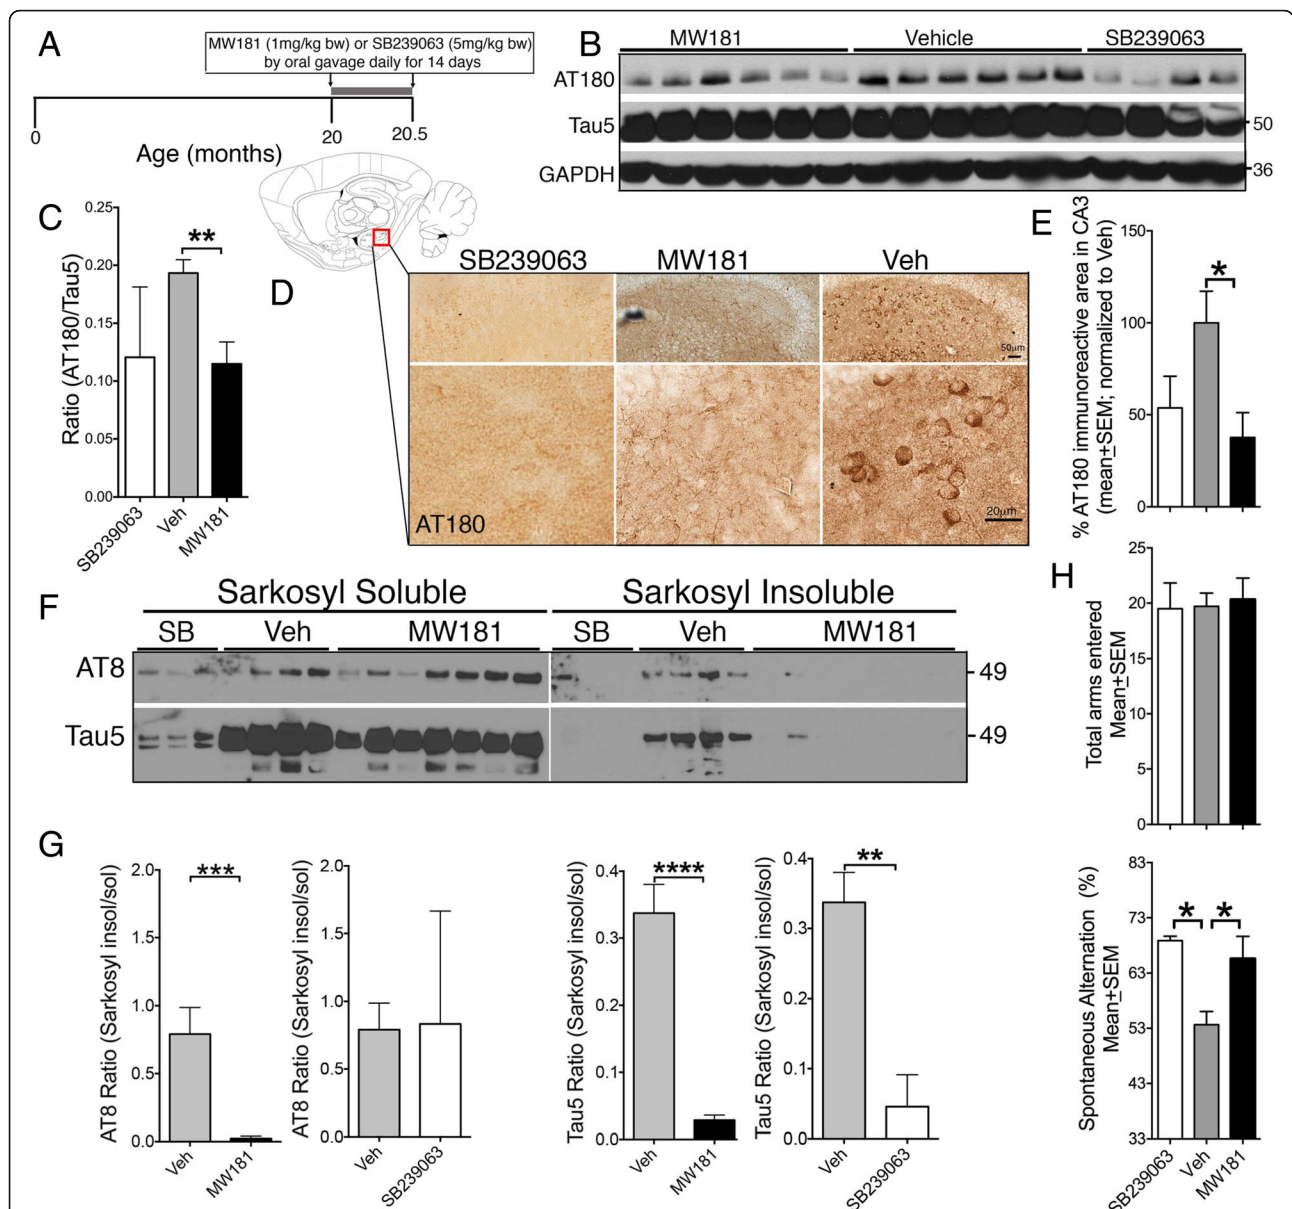 A
MW181 (1mg/kg bw) or SB239063 (5mg/kg bw)
by oral gavage daily for 14 days
0
20
20.5
Age (months)
B
MW181
Vehicle
SB239063
AT180
Tau5
GAPDH
50
36
C
Ratio (AT180/Tau5)
0.25
0.20
0.15
0.10
0.05
0.00
**
SB239063
Veh
MW181
D
SB239063
MW181
Veh
50µm
AT180
20µm
E
% AT180 immunoreactive area in CA3
(mean±SEM; normalized to Veh)
150
100
50
0
*
F
Sarkosyl Soluble
Sarkosyl Insoluble
SB
Veh
MW181
SB
Veh
MW181
AT8
Tau5
49
49
G
AT8 Ratio (Sarkosyl insol/sol)
2.0
1.5
1.0
0.5
0.0
***
Veh
MW181
AT8 Ratio (Sarkosyl insol/sol)
2.0
1.5
1.0
0.5
0.0
Veh
SB239063
Tau5 Ratio (Sarkosyl insol/sol)
0.4
0.3
0.2
0.1
0.0
****
Veh
MW181
Tau5 Ratio (Sarkosyl insol/sol)
0.4
0.3
0.2
0.1
0.0
**
Veh
SB239063
H
Total arms entered
Mean±SEM
25
20
15
10
5
0
Spontaneous Alternation (%)
Mean±SEM
83
73
63
53
43
33
*
*
SB239063
Veh
MW181